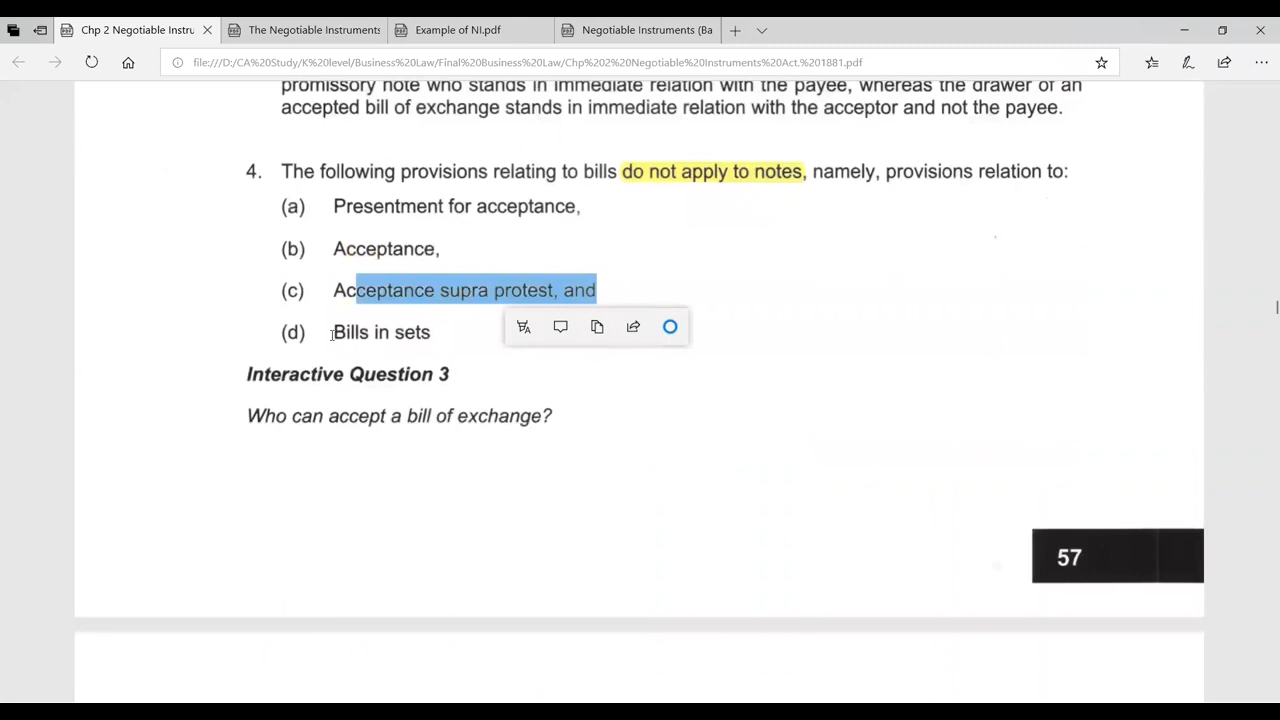 Chp 2 Negotiable Instru
The Negotiable Instruments
Example of NI.pdf
Negotiable Instruments (Ba
file:///D:/CA%20Study/K%20level/Business%20Law/Final%20Business%20Law/Chp%202%20Negotiable%20Instruments%20Act.%201881.pdf
promissory note who stands in immediate relation with the payee, whereas the drawer of an
accepted bill of exchange stands in immediate relation with the acceptor and not the payee.
4. The following provisions relating to bills do not apply to notes, namely, provisions relation to:
(a) Presentment for acceptance,
(b) Acceptance,
(c) Acceptance supra protest, and
(d) Bills in sets
Interactive Question 3
Who can accept a bill of exchange?
57